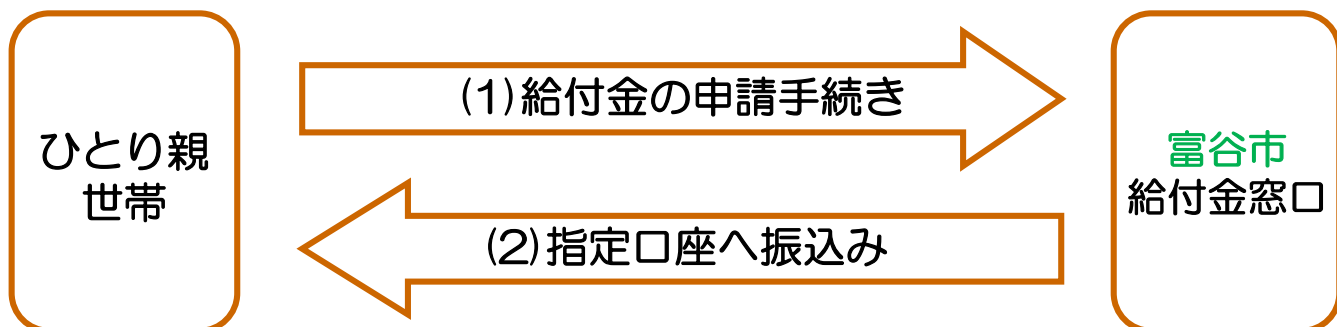 ひとり親
世帯
(1)給付金の申請手続き
(2)指定口座へ振込み
富谷市
給付金窓口